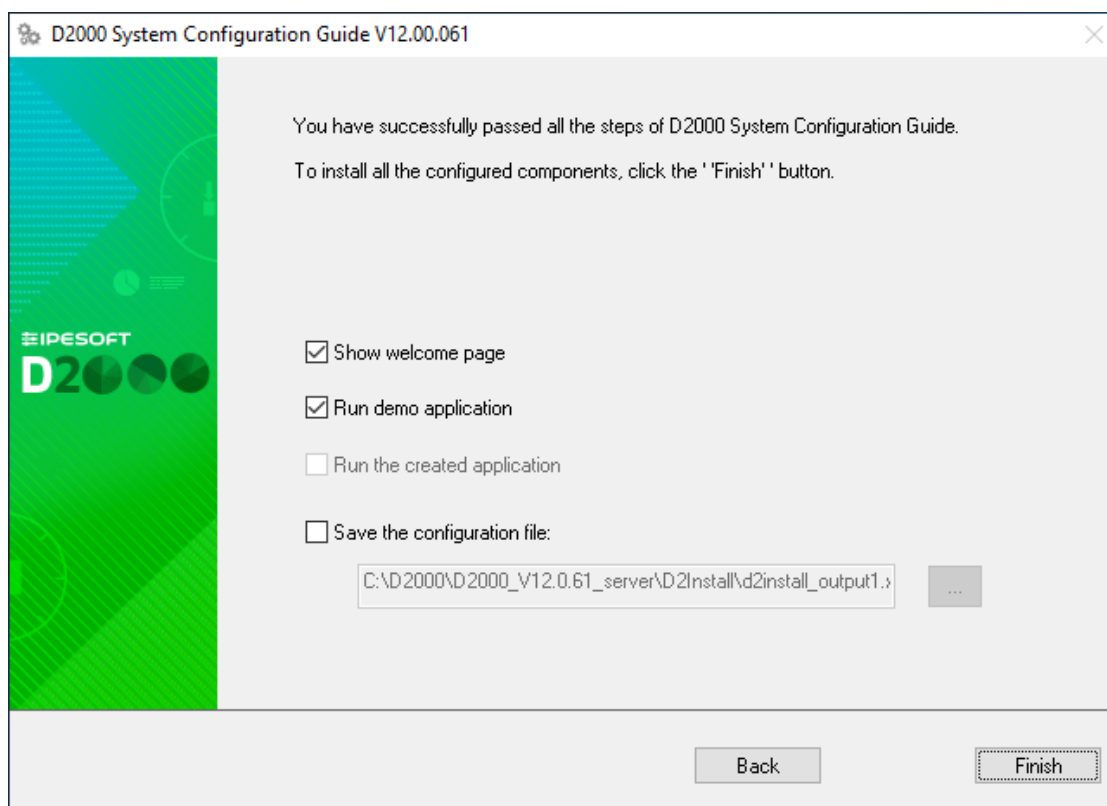 D2000 System Configuration Guide V12.00.061
You have successfully passed all the steps of D2000 System Configuration Guide.
To install all the configured components, click the ' 'Finish' ' button.
IPESOFT
D2000
Show welcome page
Run demo application
Run the created application
Save the configuration file:
C:\D2000\D2000_V12.0.61_server\D2Install\d2install_output1.x
...
Back
Finish